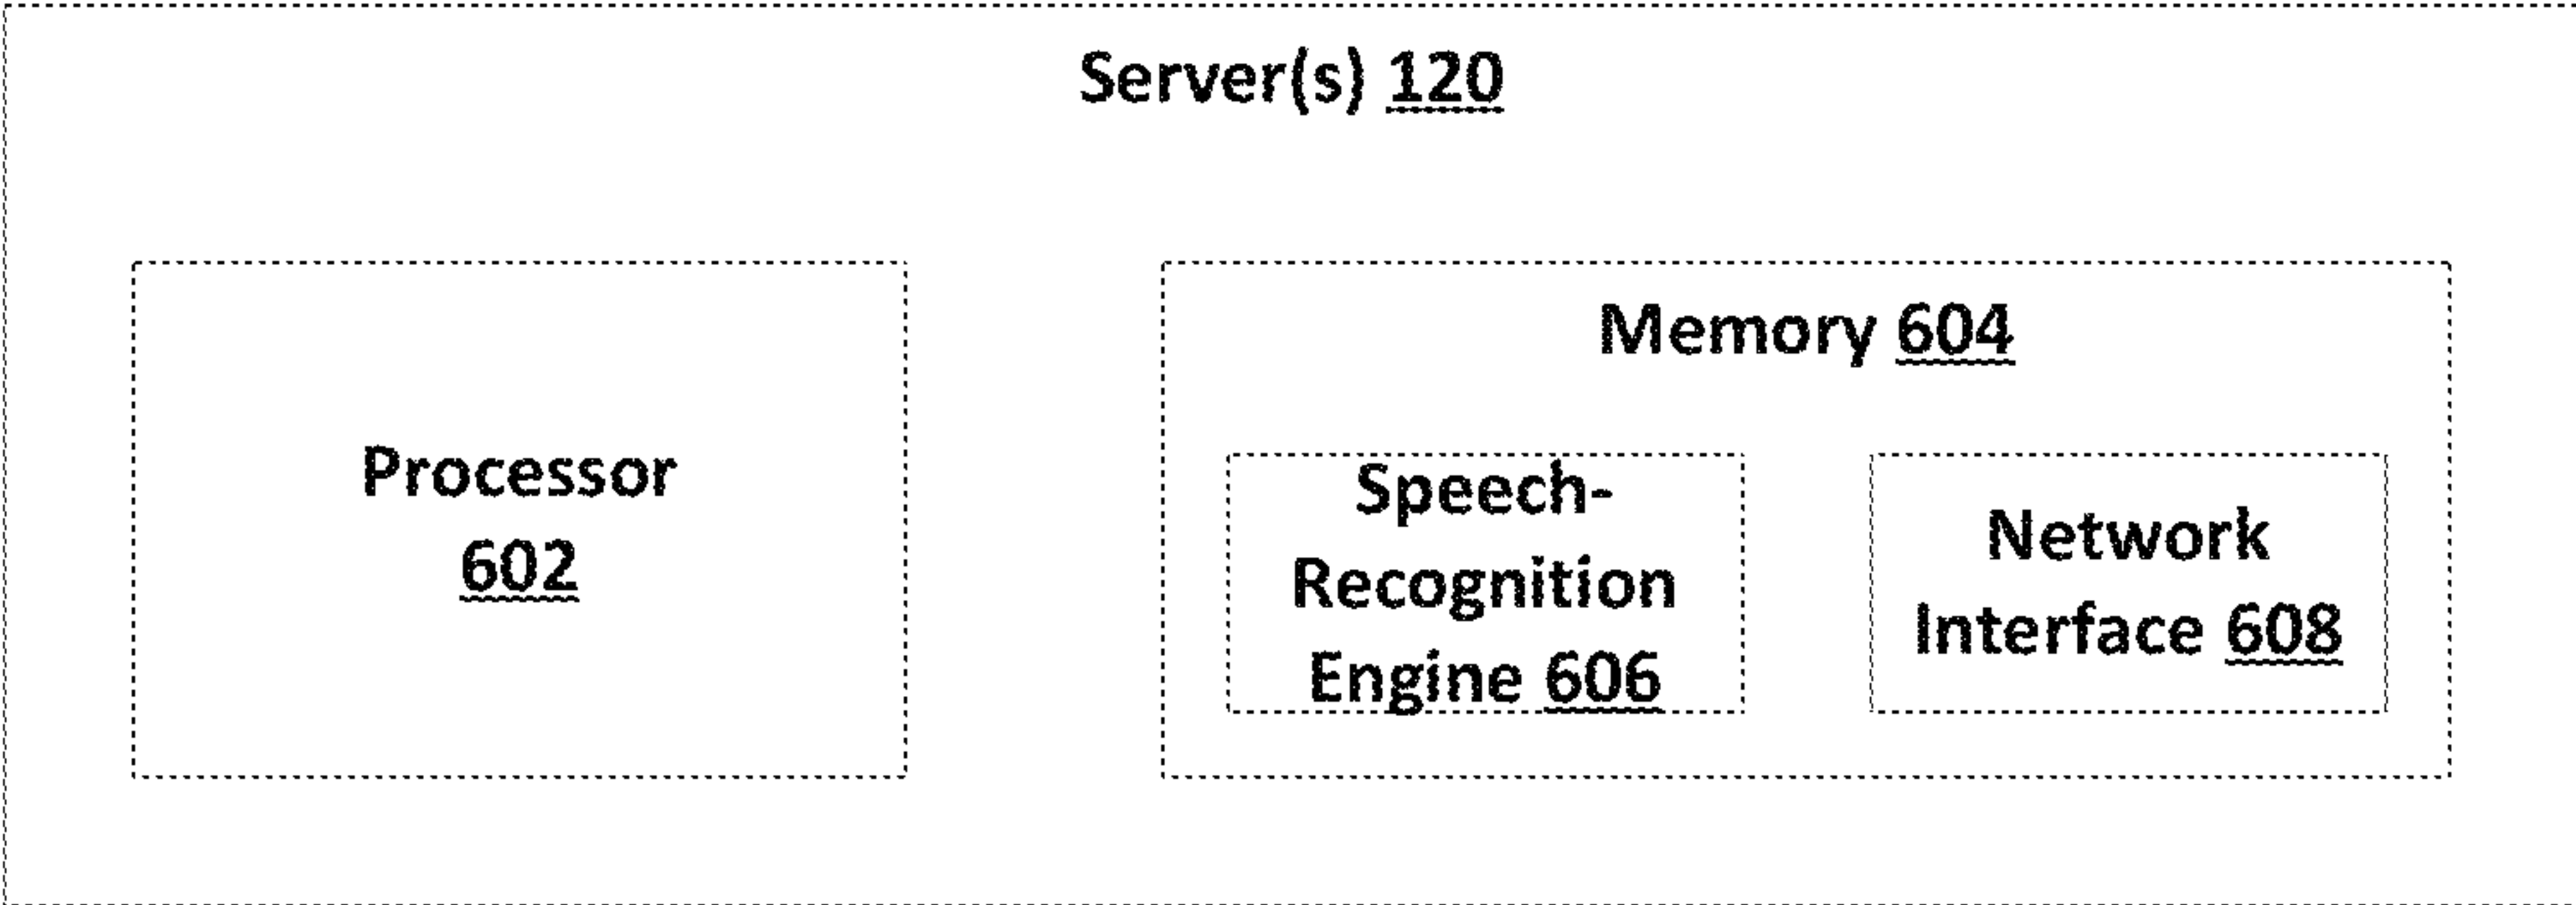 Server(s) 120
Processor
602
Memory 604
Speech-
Recognition
Engine 606
Network
Interface 608